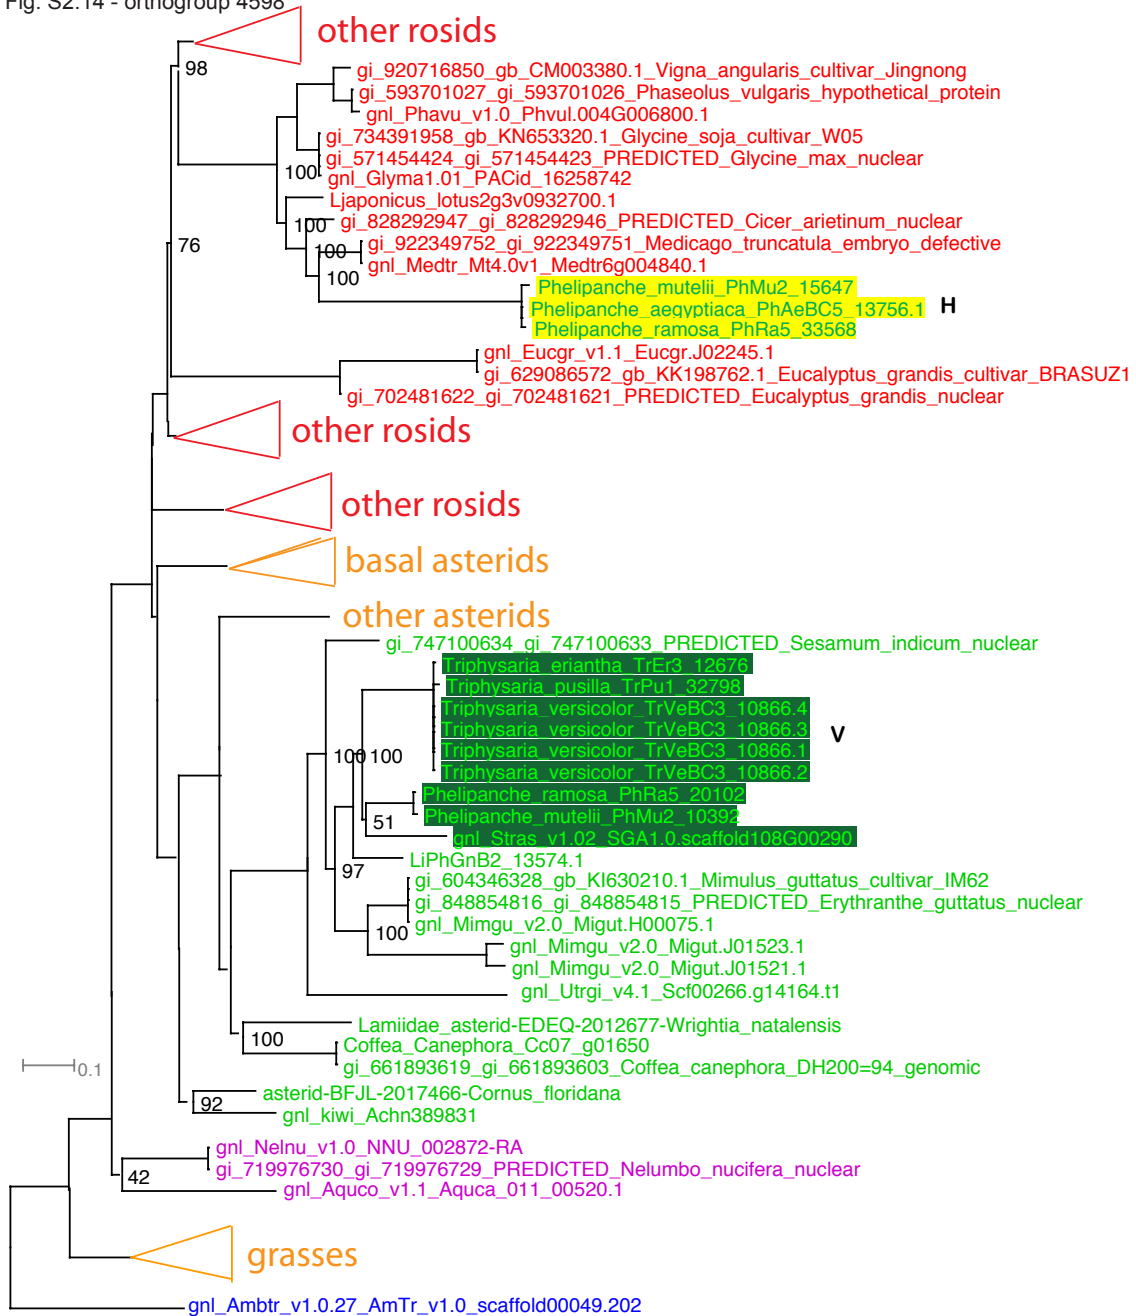 Fig. S2.14 - orthogroup 4598
other rosids
98
gi_920716850_gb_CM003380.1_Vigna_angularis_cultivar_Jingnong
gi_593701027_gi_593701026_Phaseolus_vulgaris_hypothetical_protein
gnl_Phavu_v1.0_Phvul.004G006800.1
gi_734391958_gb_KN653320.1_Glycine_soja_cultivar_W05
gi_571454424_gi_571454423_PREDICTED_Glycine_max_nuclear
100
gnl_Glyma1.01_PACid_16258742
Ljaponicus_lotus2g3v0932700.1
100
gi_828292947_gi_828292946_PREDICTED_Cicer_arietinum_nuclear
76
100
gi_922349752_gi_922349751_Medicago_truncatula_embryo_defective
gnl_Medtr_Mt4.0v1_Medtr6g004840.1
100
Phelipanche_mutelii_PhMu2_15647
Phelipanche_aegyptiaca_PhAeBC5_13756.1
H
Phelipanche_ramosa_PhRa5_33568
gnl_Eucgr_v1.1_Eucgr.J02245.1
gi_629086572_gb_KK198762.1_Eucalyptus_grandis_cultivar_BRASUZ1
gi_702481622_gi_702481621_PREDICTED_Eucalyptus_grandis_nuclear
other rosids
other rosids
basal asterids
other asterids
gi_747100634_gi_747100633_PREDICTED_Sesamum_indicum_nuclear
Triphysaria_eriantha_TrEr3_12676
Triphysaria_pusilla_TrPu1_32798
Triphysaria_versicolor_TrVeBC3_10866.4
Triphysaria_versicolor_TrVeBC3_10866.3
V
100
100
Triphysaria_versicolor_TrVeBC3_10866.1
Triphysaria_versicolor_TrVeBC3_10866.2
Phelipanche_ramosa_PhRa5_20102
Phelipanche_mutelii_PhMu2_10392
51
gnl_Stras_v1.02_SGA1.0.scaffold108G00290
LiPhGnB2_13574.1
97
gi_604346328_gb_KI630210.1_Mimulus_guttatus_cultivar_IM62
gi_848854816_gi_848854815_PREDICTED_Erythranthe_guttatus_nuclear
gnl_Mimgu_v2.0_Migut.H00075.1
100
gnl_Mimgu_v2.0_Migut.J01523.1
gnl_Mimgu_v2.0_Migut.J01521.1
gnl_Utrgi_v4.1_Scf00266.g14164.t1
Lamiidae_asterid-EDEQ-2012677-Wrightia_natalensis
100
Coffea_Canephora_Cc07_g01650
gi_661893619_gi_661893603_Coffea_canephora_DH200=94_genomic
0.1
asterid-BFJL-2017466-Cornus_floridana
92
gnl_kiwi_Achn389831
gnl_Nelnu_v1.0_NNU_002872-RA
gi_719976730_gi_719976729_PREDICTED_Nelumbo_nucifera_nuclear
42
gnl_Aquco_v1.1_Aquca_011_00520.1
grasses
gnl_Ambtr_v1.0.27_AmTr_v1.0_scaffold00049.202